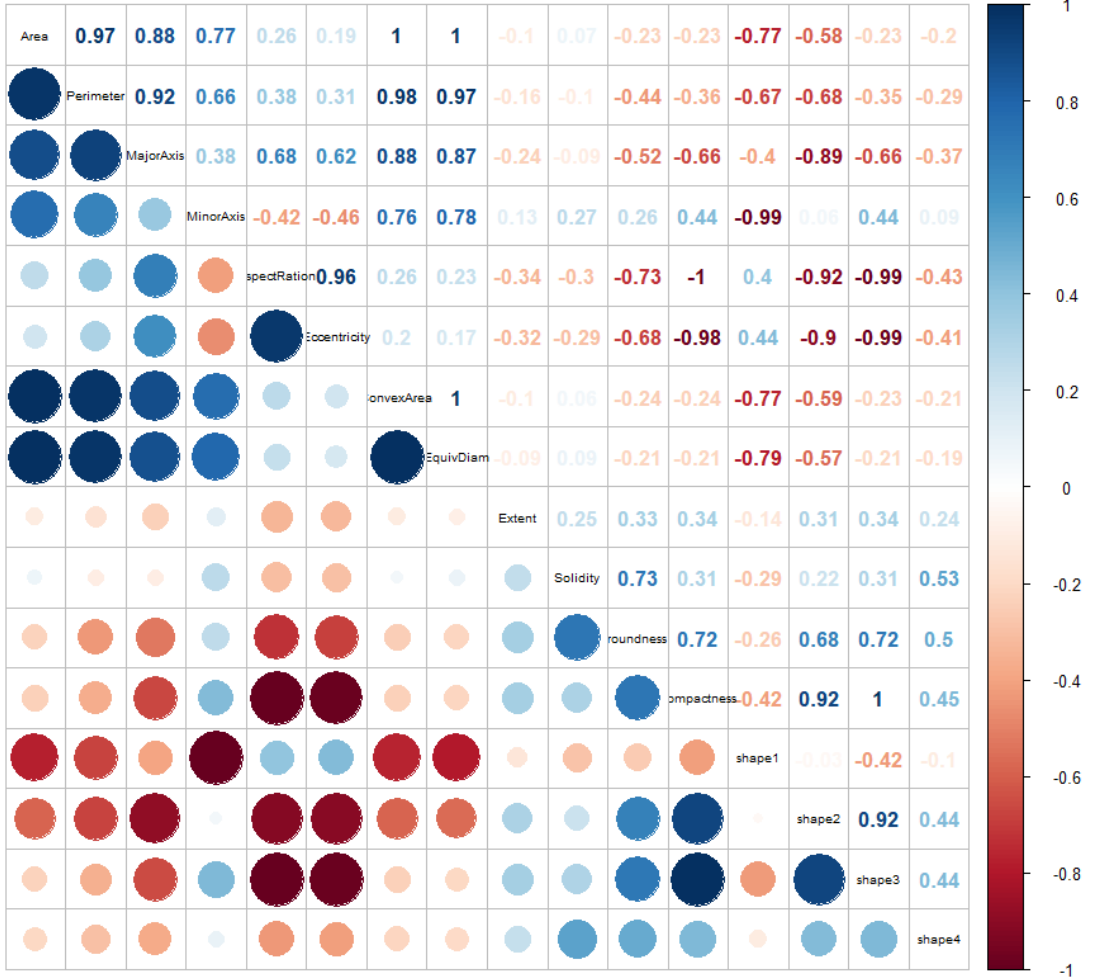 Area 0.97 0.88 0.77 0.26 0.19 1 1 -0.1 0.07 -0.23 -0.23 -0.77 -0.58 -0.23 -0.2
Perimeter 0.92 0.66 0.38 0.31 0.98 0.97 -0.16 -0.1 -0.44 -0.36 -0.67 -0.68 -0.35 -0.29
MajorAxis 0.38 0.68 0.62 0.88 0.87 -0.24 -0.09 -0.52 -0.66 -0.4 -0.89 -0.66 -0.37
MinorAxis -0.42 -0.46 0.76 0.78 0.13 0.27 0.26 0.44 -0.99 0.06 0.44 0.09
spectRation 0.96 0.26 0.23 -0.34 -0.3 -0.73 -1 0.4 -0.92 -0.99 -0.43
Eccentricity 0.2 0.17 -0.32 -0.29 -0.68 -0.98 0.44 -0.9 -0.99 -0.41
onvexArea 1 -0.1 0.06 -0.24 -0.24 -0.77 -0.59 -0.23 -0.21
EquivDiam -0.09 0.09 -0.21 -0.21 -0.79 -0.57 -0.21 -0.19
Extent 0.25 0.33 0.34 -0.14 0.31 0.34 0.24
Solidity 0.73 0.31 -0.29 0.22 0.31 0.53
roundness 0.72 -0.26 0.68 0.72 0.5
ompactness -0.42 0.92 1 0.45
shape1 -0.03 -0.42 -0.1
shape2 0.92 0.44
shape3 0.44
shape4
1
0.8
0.6
0.4
0.2
0
-0.2
-0.4
-0.6
-0.8
-1